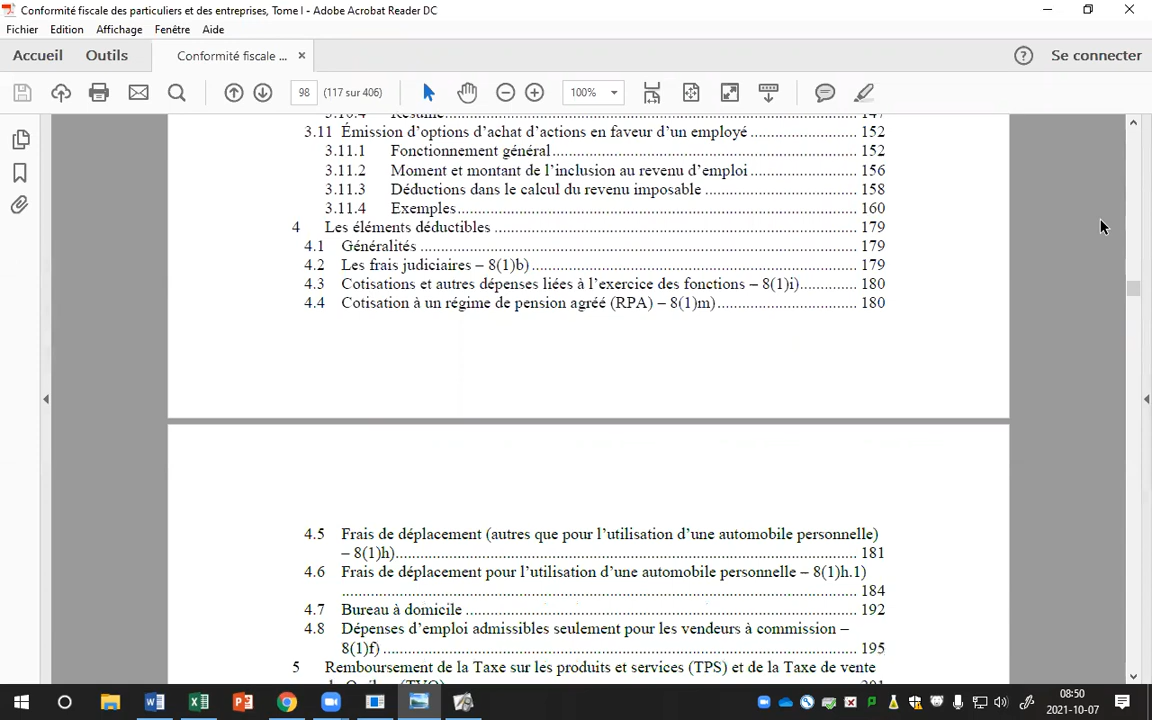 Conformité fiscale des particuliers et des entreprises, Tome I - Adobe Acrobat Reader DC
Fichier Edition Affichage Fenêtre Aide
Accueil Outils Conformité fiscale ... × Se connecter
98 (117 sur 406) 100%
3.10.4 Résumé 147
3.11 Émission d'options d'achat d'actions en faveur d'un employé 152
3.11.1 Fonctionnement général 152
3.11.2 Moment et montant de l'inclusion au revenu d'emploi 156
3.11.3 Déductions dans le calcul du revenu imposable 158
3.11.4 Exemples 160
4 Les éléments déductibles 179
4.1 Généralités 179
4.2 Les frais judiciaires – 8(1)b) 179
4.3 Cotisations et autres dépenses liées à l'exercice des fonctions – 8(1)i) 180
4.4 Cotisation à un régime de pension agréé (RPA) – 8(1)m) 180
4.5 Frais de déplacement (autres que pour l'utilisation d'une automobile personnelle)
– 8(1)h) 181
4.6 Frais de déplacement pour l'utilisation d'une automobile personnelle – 8(1)h.1)
184
4.7 Bureau à domicile 192
4.8 Dépenses d'emploi admissibles seulement pour les vendeurs à commission –
8(1)f) 195
5 Remboursement de la Taxe sur les produits et services (TPS) et de la Taxe de vente
08:50
2021-10-07